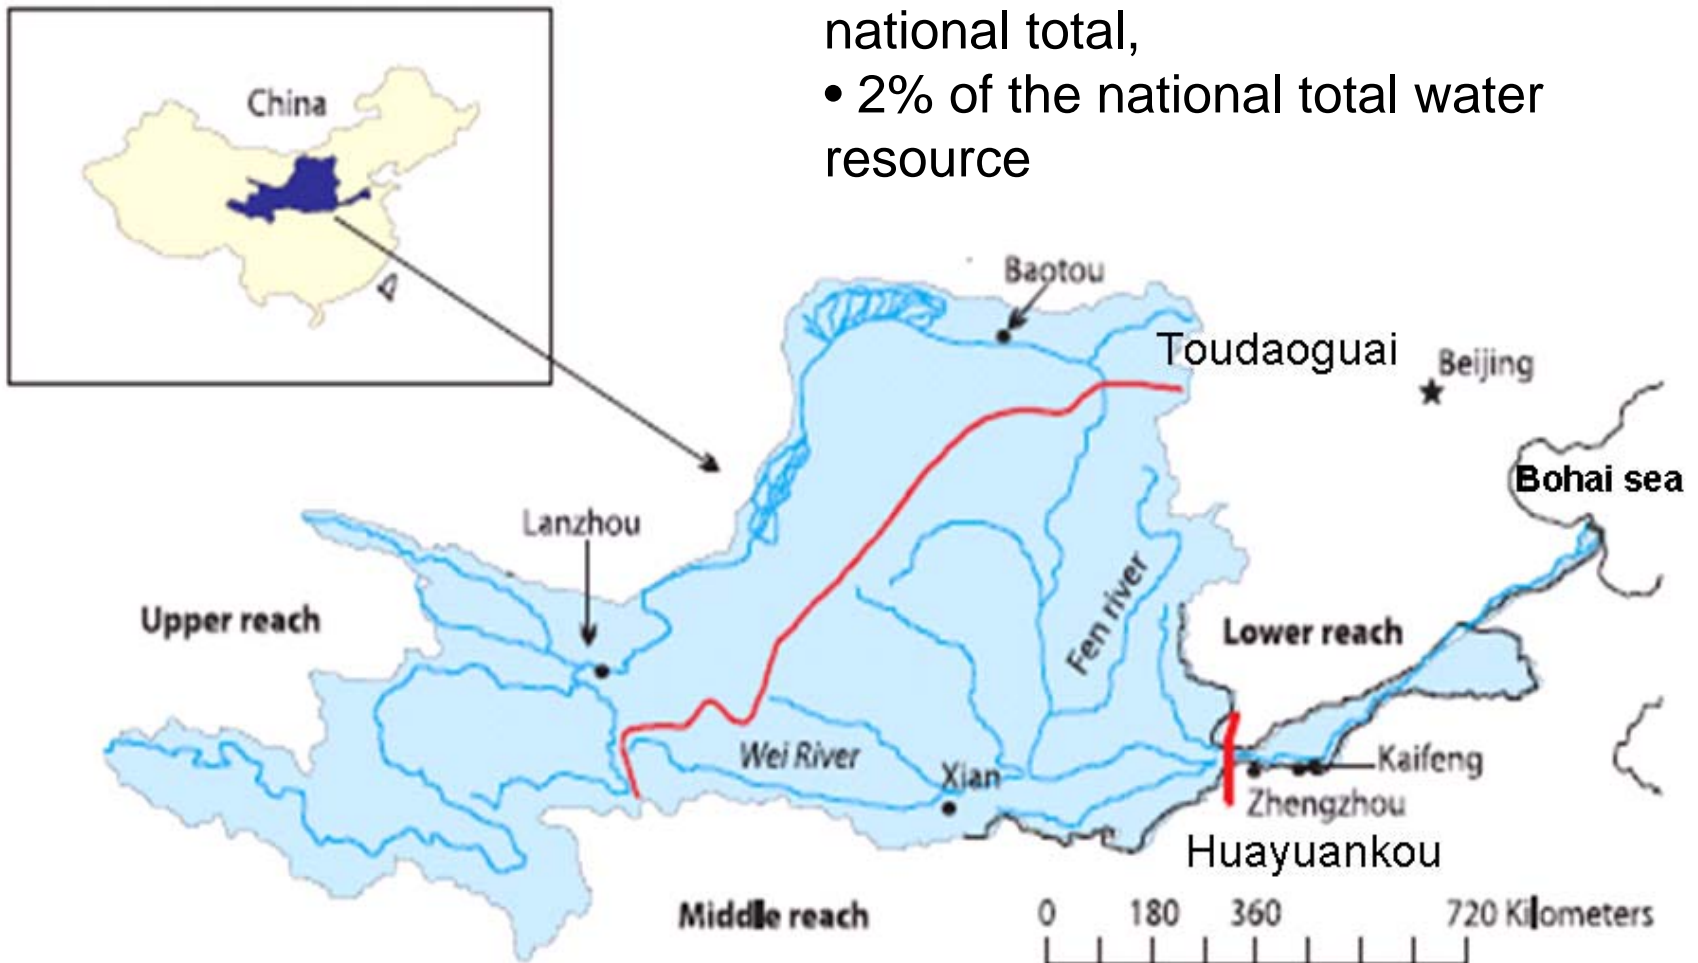 national total,
• 2% of the national total water
resource
China
Baotou
Toudaoguai
Beijing
Bohai sea
Lanzhou
Upper reach
Fen river
Lower reach
Wei River
Xian
Kaifeng
Zhengzhou
Huayuankou
Middle reach
0 180 360 720 Kilometers